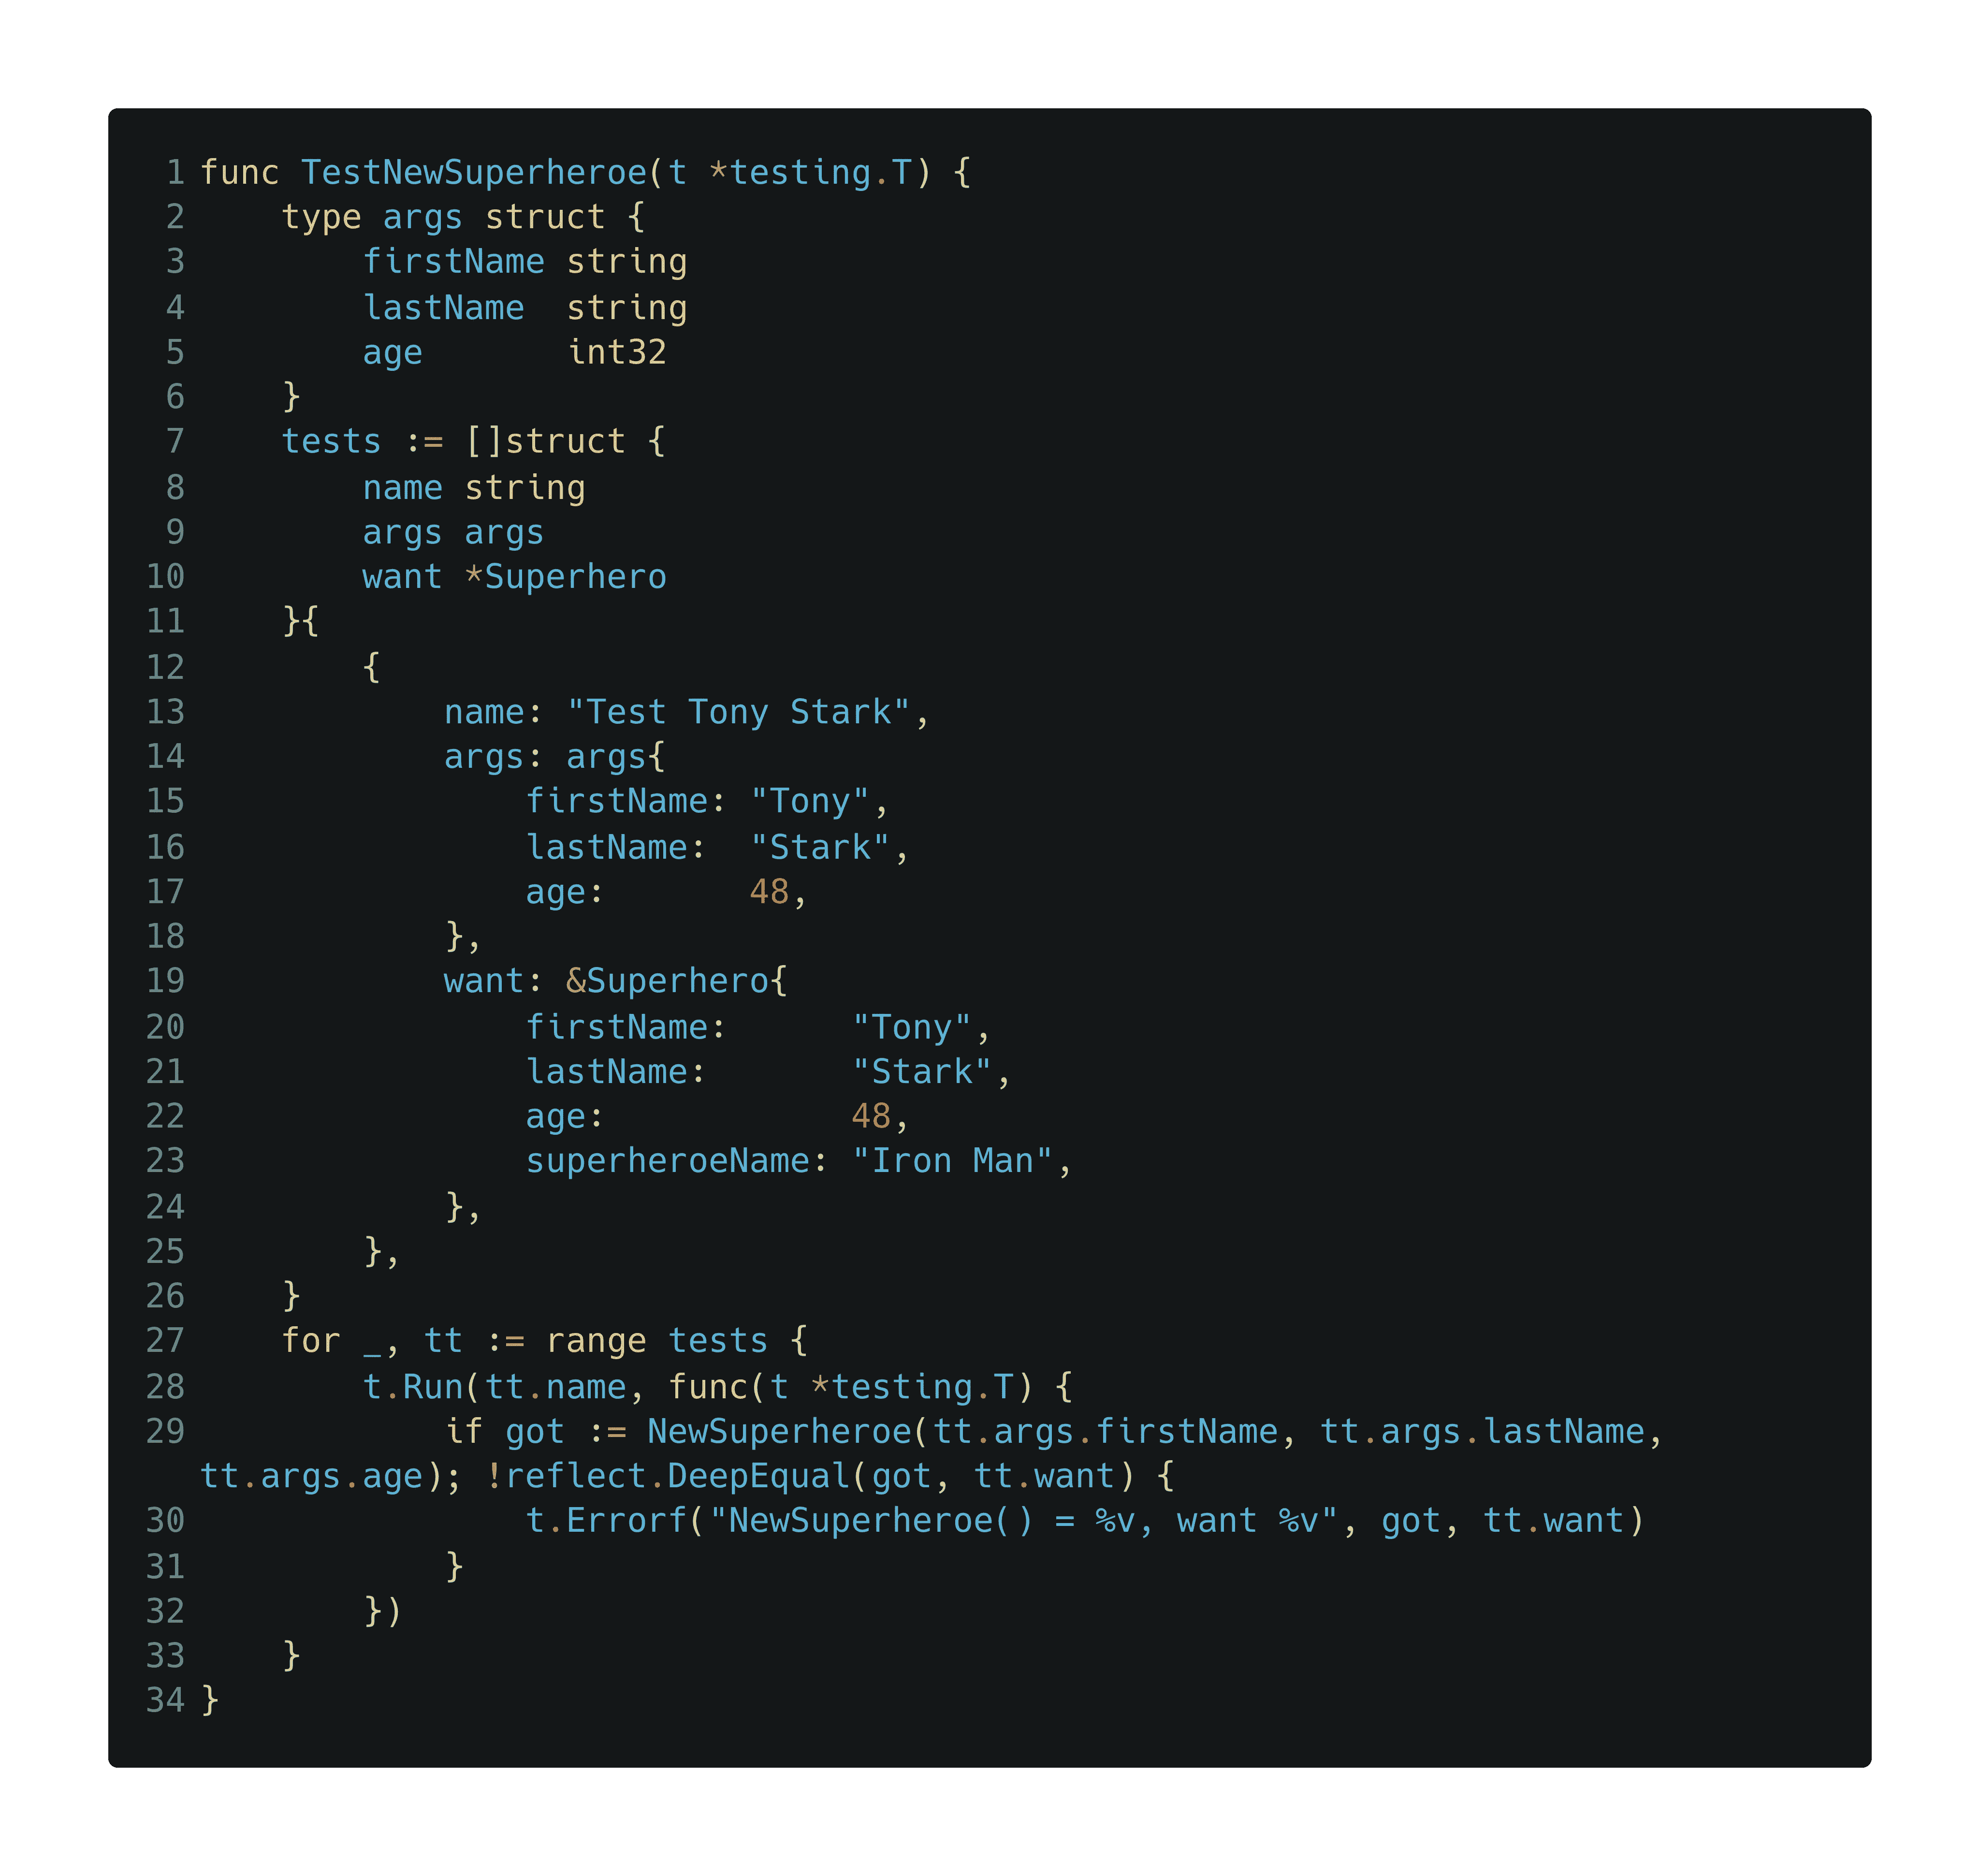 1 func TestNewSuperheroe(t *testing.T) {
2     type args struct {
3         firstName string
4         lastName  string
5         age       int32
6     }
7     tests := []struct {
8         name string
9         args args
10         want *Superhero
11     }{
12         {
13             name: "Test Tony Stark",
14             args: args{
15                 firstName: "Tony",
16                 lastName:  "Stark",
17                 age:       48,
18             },
19             want: &Superhero{
20                 firstName:      "Tony",
21                 lastName:       "Stark",
22                 age:            48,
23                 superheroeName: "Iron Man",
24             },
25         },
26     }
27     for _, tt := range tests {
28         t.Run(tt.name, func(t *testing.T) {
29             if got := NewSuperheroe(tt.args.firstName, tt.args.lastName,
tt.args.age); !reflect.DeepEqual(got, tt.want) {
30                 t.Errorf("NewSuperheroe() = %v, want %v", got, tt.want)
31             }
32         })
33     }
34 }